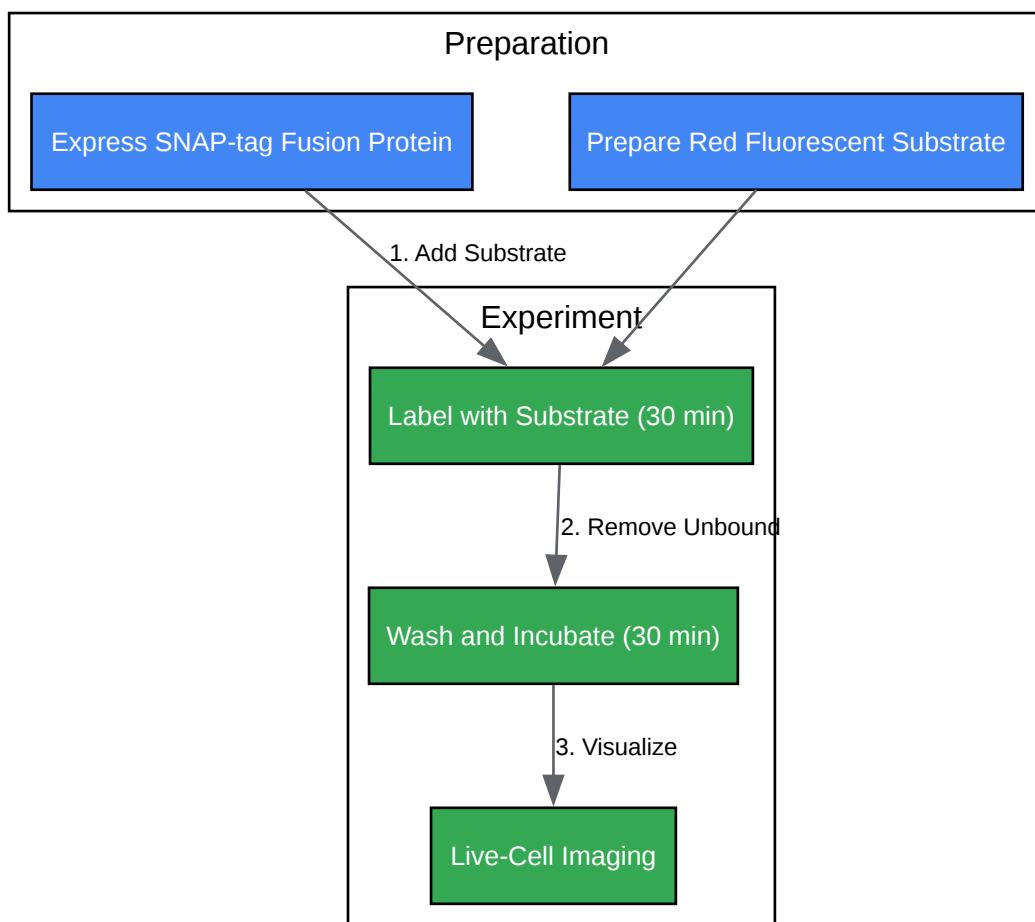 Preparation
Express SNAP-tag Fusion Protein
Prepare Red Fluorescent Substrate
1. Add Substrate
Experiment
Label with Substrate (30 min)
2. Remove Unbound
Wash and Incubate (30 min)
3. Visualize
Live-Cell Imaging